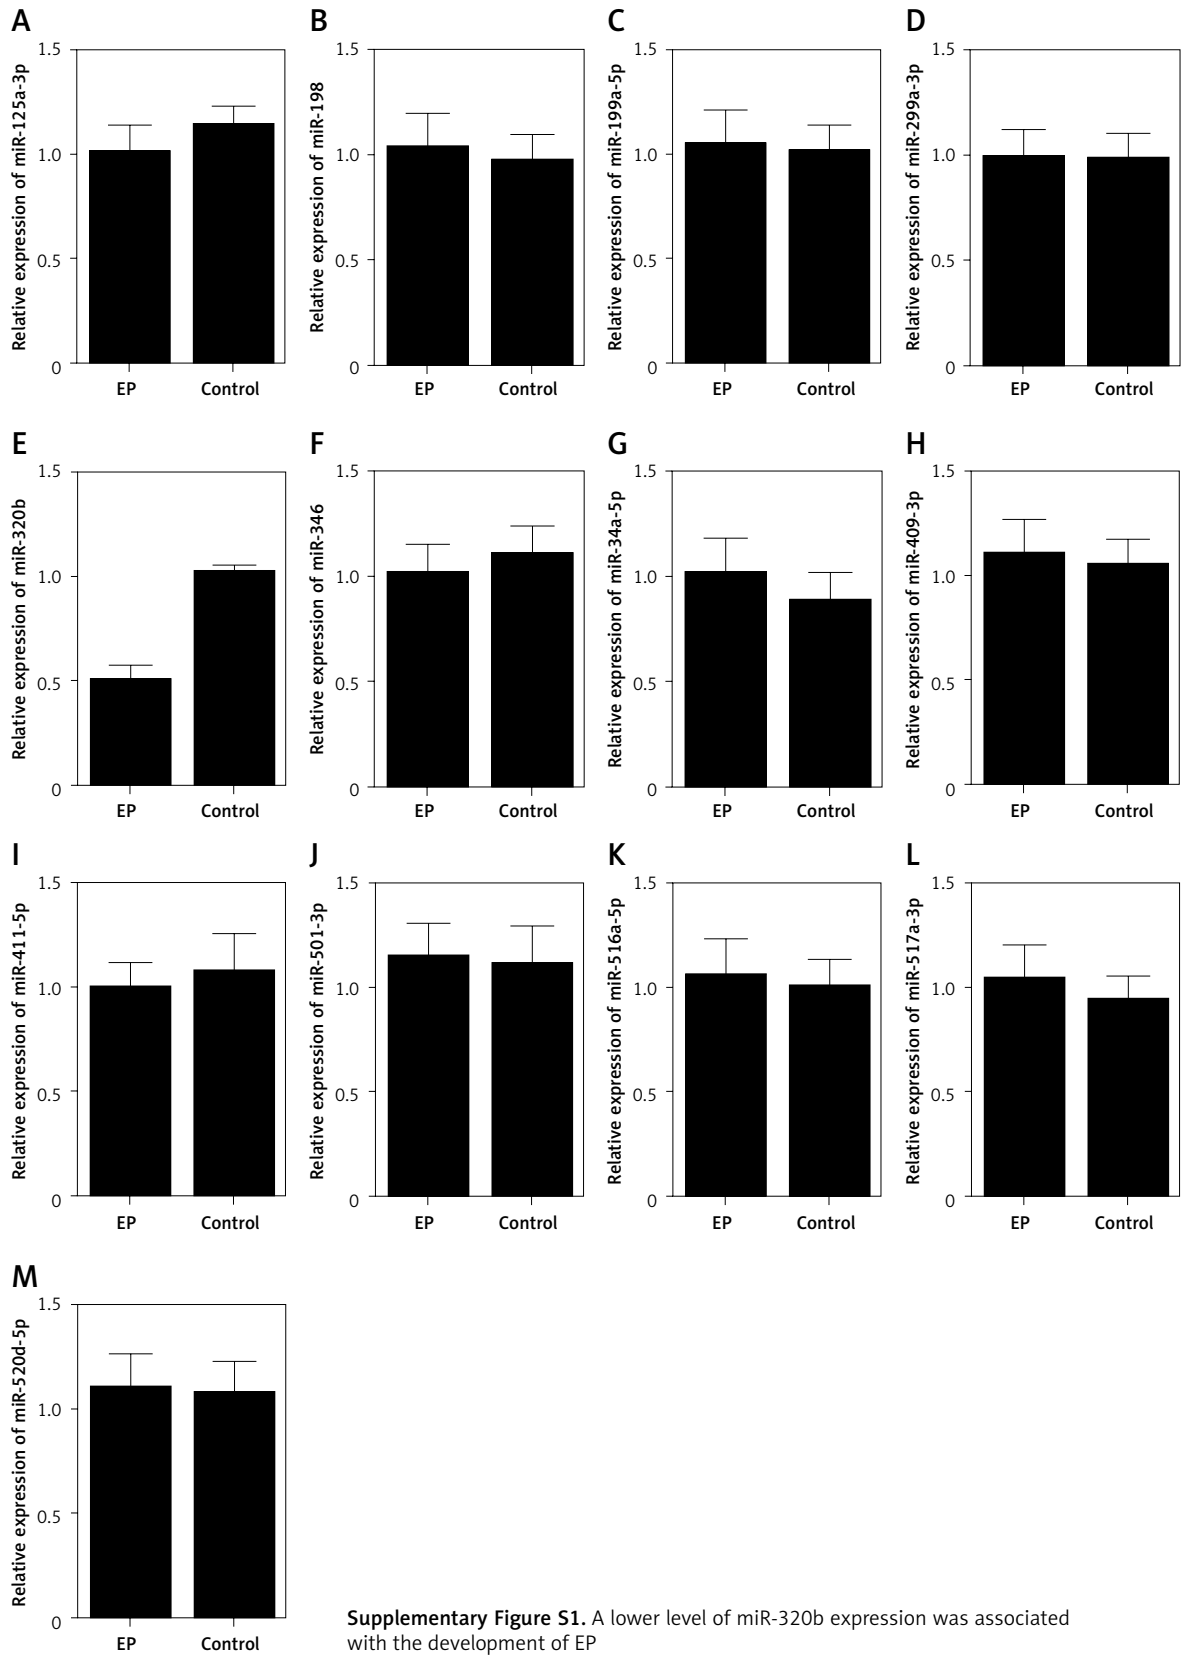 A
Relative expression of miR-125a-3p
1.5
1.0
0.5
0
EP Control
B
Relative expression of miR-198
1.5
1.0
0.5
0
EP Control
C
Relative expression of miR-199a-5p
1.5
1.0
0.5
0
EP Control
D
Relative expression of miR-299a-3p
1.5
1.0
0.5
0
EP Control
E
Relative expression of miR-320b
1.5
1.0
0.5
0
EP Control
F
Relative expression of miR-346
1.5
1.0
0.5
0
EP Control
G
Relative expression of miR-34a-5p
1.5
1.0
0.5
0
EP Control
H
Relative expression of miR-409-3p
1.5
1.0
0.5
0
EP Control
I
Relative expression of miR-411-5p
1.5
1.0
0.5
0
EP Control
J
Relative expression of miR-501-3p
1.5
1.0
0.5
0
EP Control
K
Relative expression of miR-516a-5p
1.5
1.0
0.5
0
EP Control
L
Relative expression of miR-517a-3p
1.5
1.0
0.5
0
EP Control
M
Relative expression of miR-520d-5p
1.5
1.0
0.5
0
EP Control
Supplementary Figure S1. A lower level of miR-320b expression was associated
with the development of EP